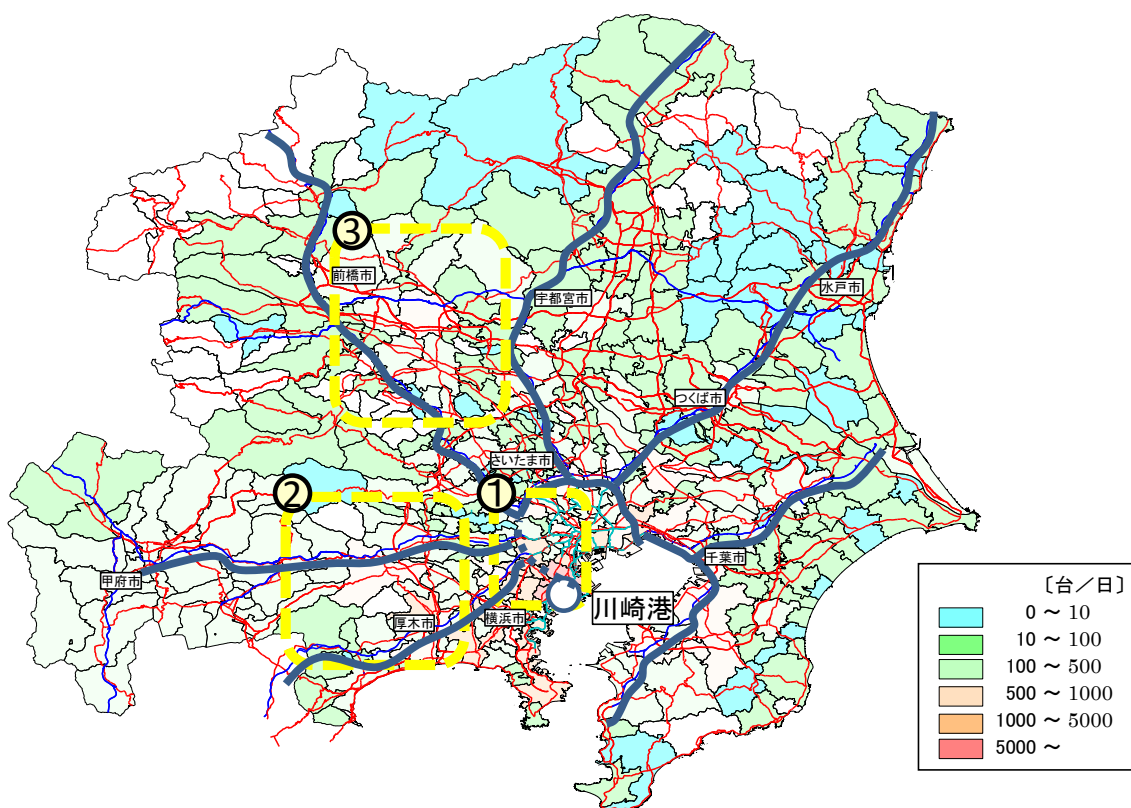 ③
前橋市
宇都宮市
水戸市
つくば市
さいたま市
②
①
千葉市
甲府市
川崎港
厚木市
横浜市
〔台／日〕
0 ～ 10
10 ～ 100
100 ～ 500
500 ～ 1000
1000 ～ 5000
5000 ～